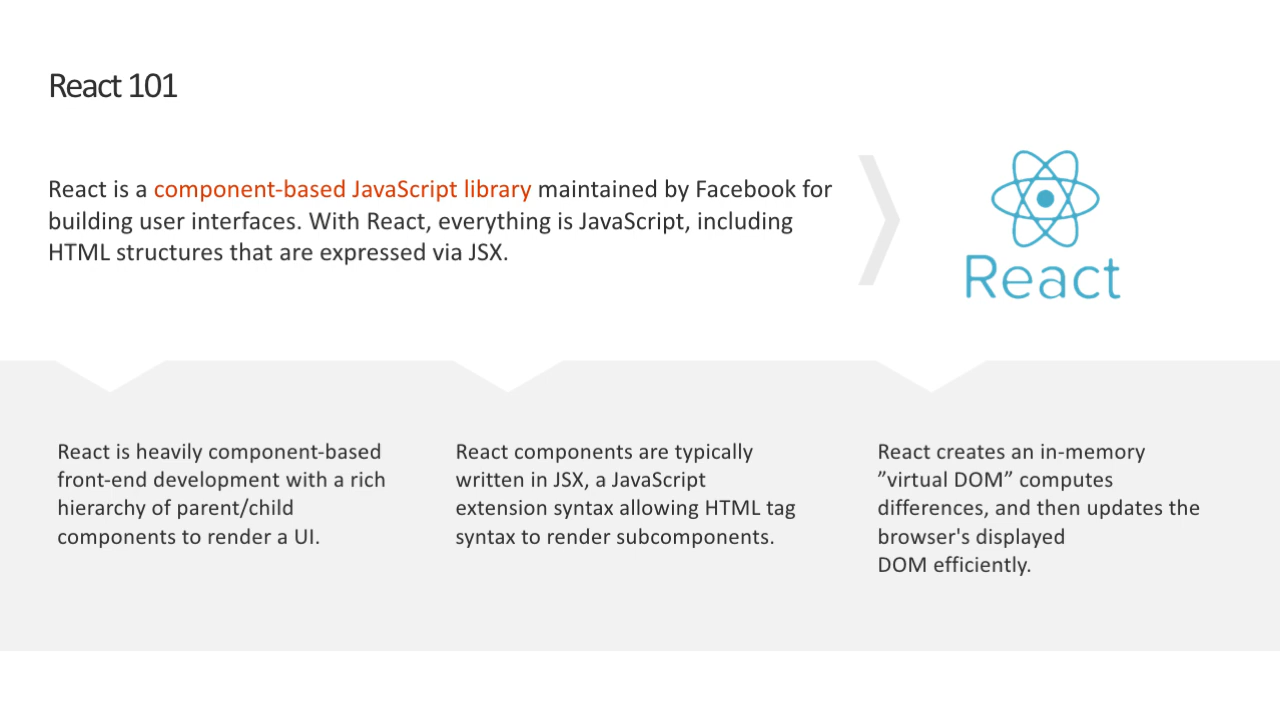 React 101
React is a component-based JavaScript library maintained by Facebook for
building user interfaces. With React, everything is JavaScript, including
HTML structures that are expressed via JSX.
React
React is heavily component-based
front-end development with a rich
hierarchy of parent/child
components to render a UI.
React components are typically
written in JSX, a JavaScript
extension syntax allowing HTML tag
syntax to render subcomponents.
React creates an in-memory
”virtual DOM” computes
differences, and then updates the
browser's displayed
DOM efficiently.